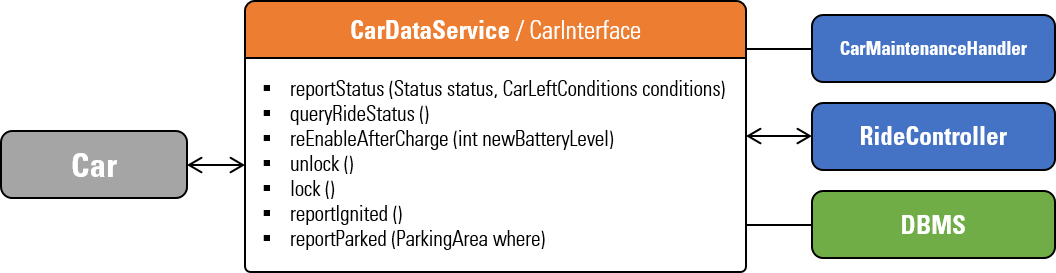 CarDataService / CarInterface
CarMaintenanceHandler
▪ reportStatus (Status status, CarLeftConditions conditions)
▪ queryRideStatus ()
▪ reEnableAfterCharge (int newBatteryLevel)
▪ unlock ()
▪ lock ()
▪ reportIgnited ()
▪ reportParked (ParkingArea where)
Car
RideController
DBMS